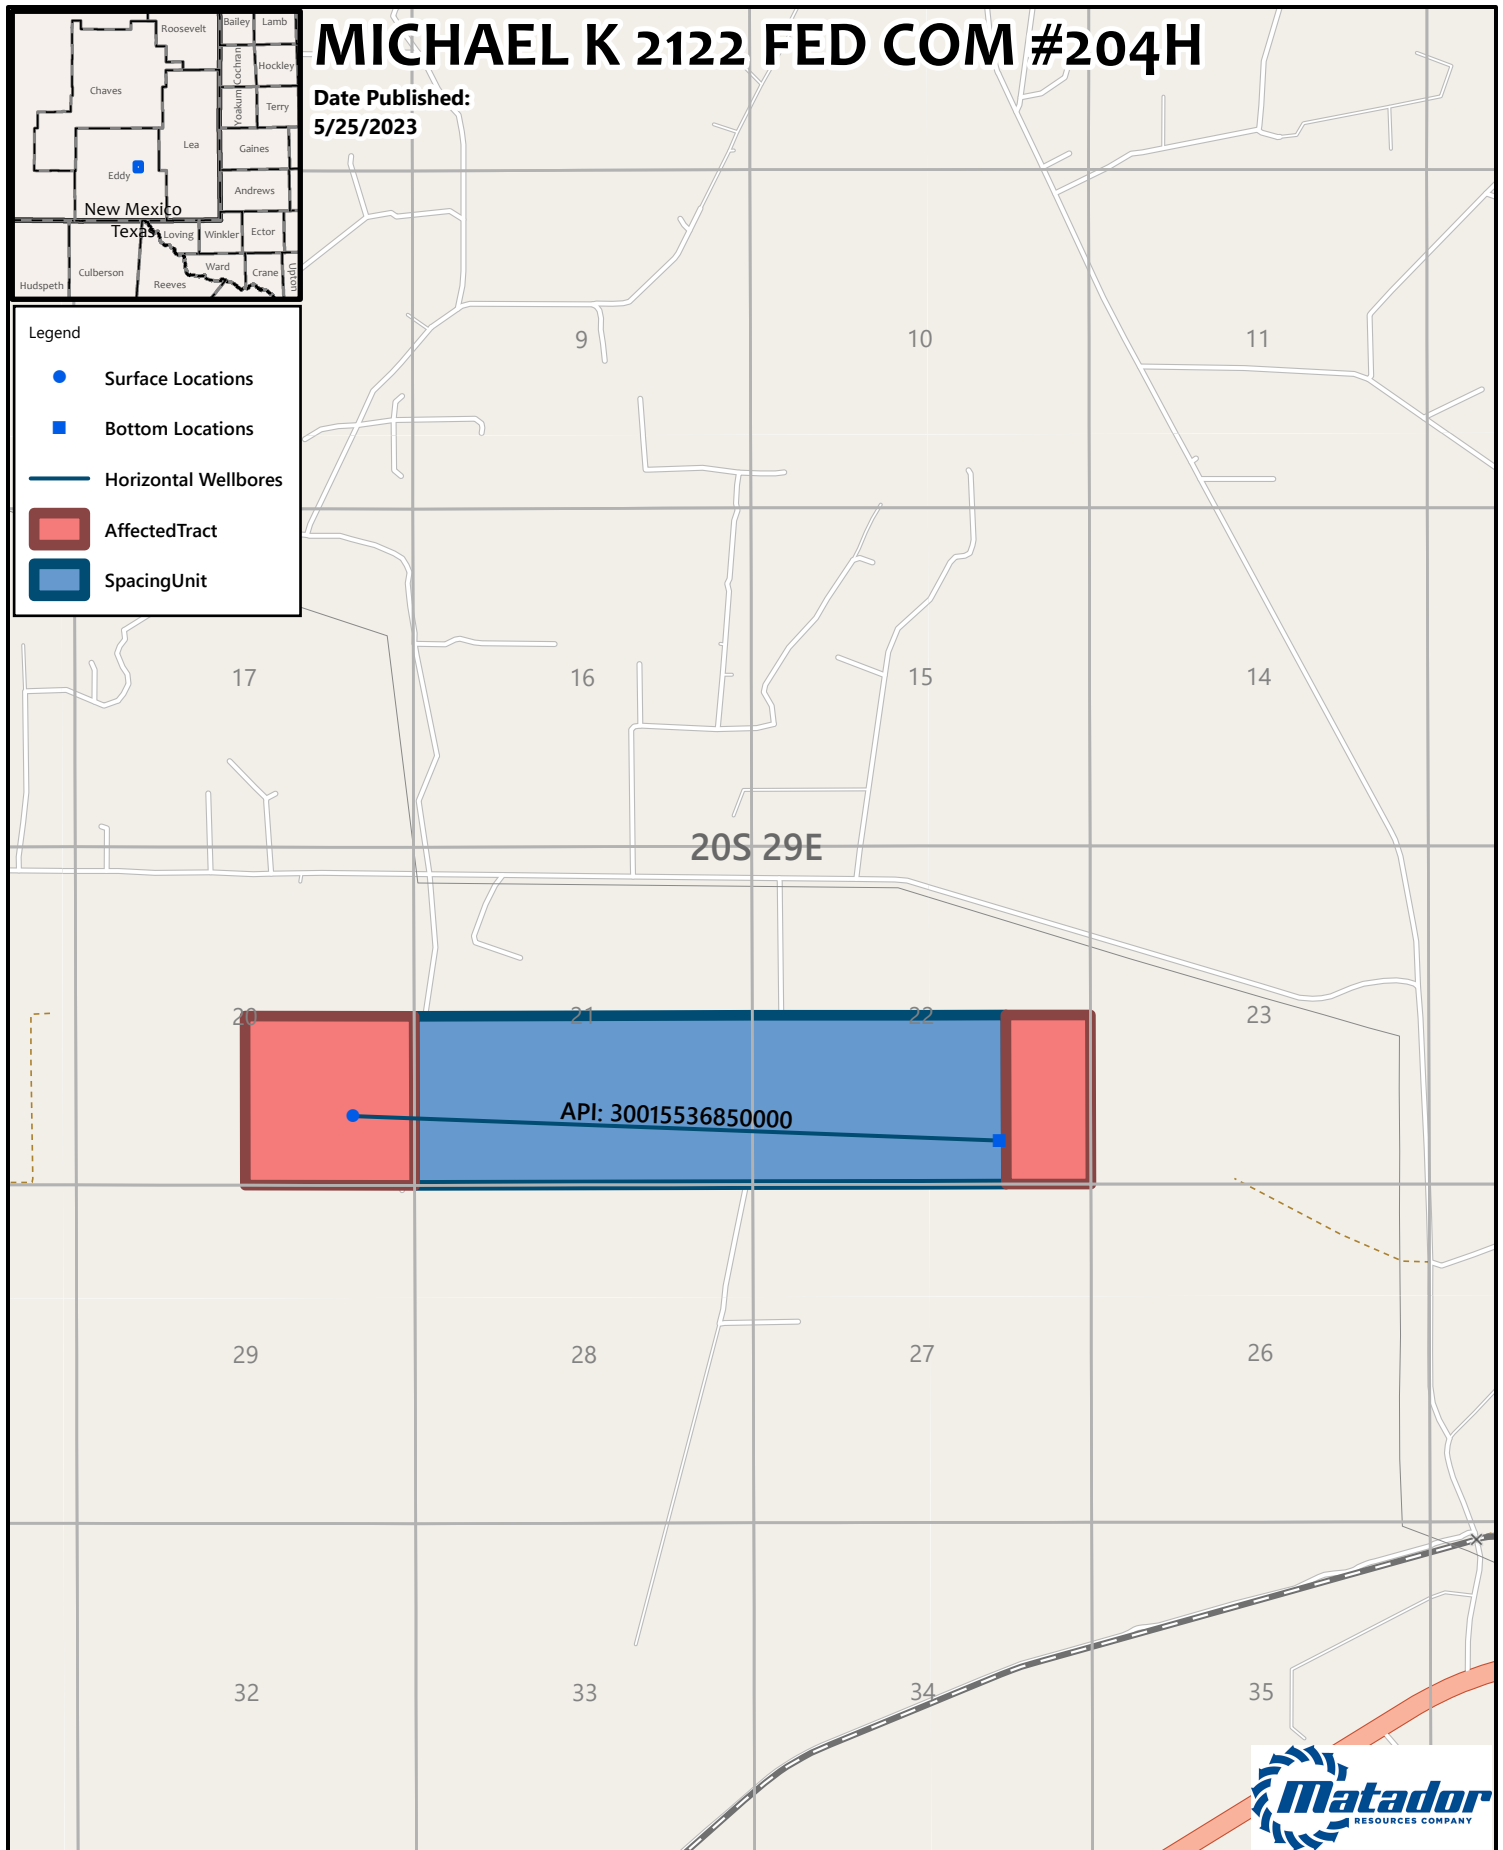 MICHAEL K 2122 FED COM #204H
Date Published:
5/25/2023
Roosevelt
Bailey
Lamb
Chaves
Cochran
Hockley
Yoakum
Terry
Lea
Gaines
Eddy
Andrews
New Mexico
Texas
Loving
Winkler
Ector
Culberson
Ward
Crane
Upton
Hudspeth
Reeves
Legend
Surface Locations
Bottom Locations
Horizontal Wellbores
AffectedTract
SpacingUnit
9
10
11
17
16
15
14
20S 29E
20
21
22
23
API: 30015536850000
29
28
27
26
32
33
34
35
Matador
RESOURCES COMPANY